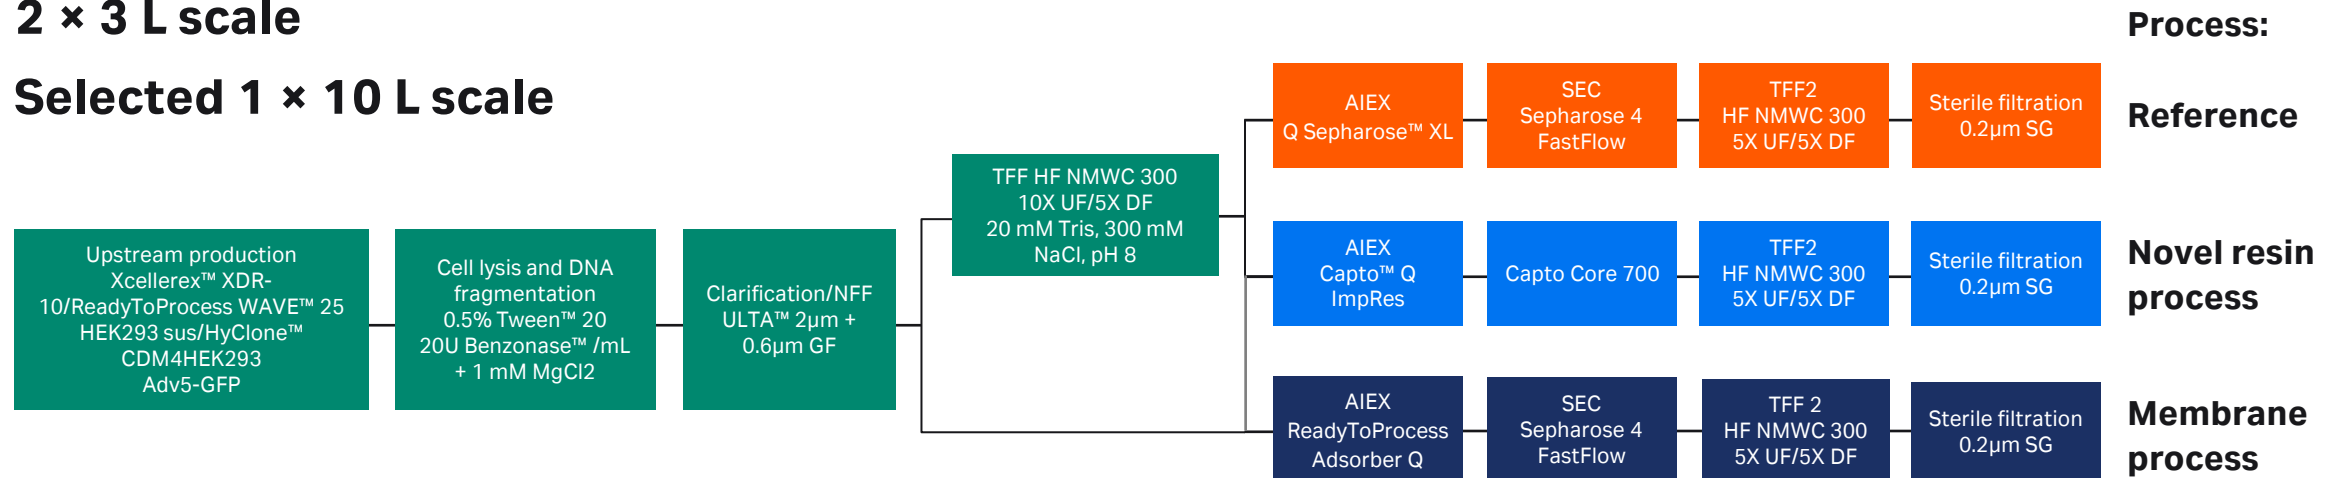 2 × 3 L scale
Selected 1 × 10 L scale
Upstream production
Xcellerex™ XDR-
10/ReadyToProcess WAVE™ 25
HEK293 sus/HyClone™
CDM4HEK293
Adv5-GFP
Cell lysis and DNA
fragmentation
0.5% Tween™ 20
20U Benzonase™ /mL
+ 1 mM MgCl2
Clarification/NFF
ULTA™ 2µm +
0.6µm GF
TFF HF NMWC 300
10X UF/5X DF
20 mM Tris, 300 mM
NaCl, pH 8
Process:
AIEX
Q Sepharose™ XL
SEC
Sepharose 4
FastFlow
TFF2
HF NMWC 300
5X UF/5X DF
Sterile filtration
0.2µm SG
Reference
AIEX
Capto™ Q
ImpRes
Capto Core 700
TFF2
HF NMWC 300
5X UF/5X DF
Sterile filtration
0.2µm SG
Novel resin
process
AIEX
ReadyToProcess
Adsorber Q
SEC
Sepharose 4
FastFlow
TFF 2
HF NMWC 300
5X UF/5X DF
Sterile filtration
0.2µm SG
Membrane
process